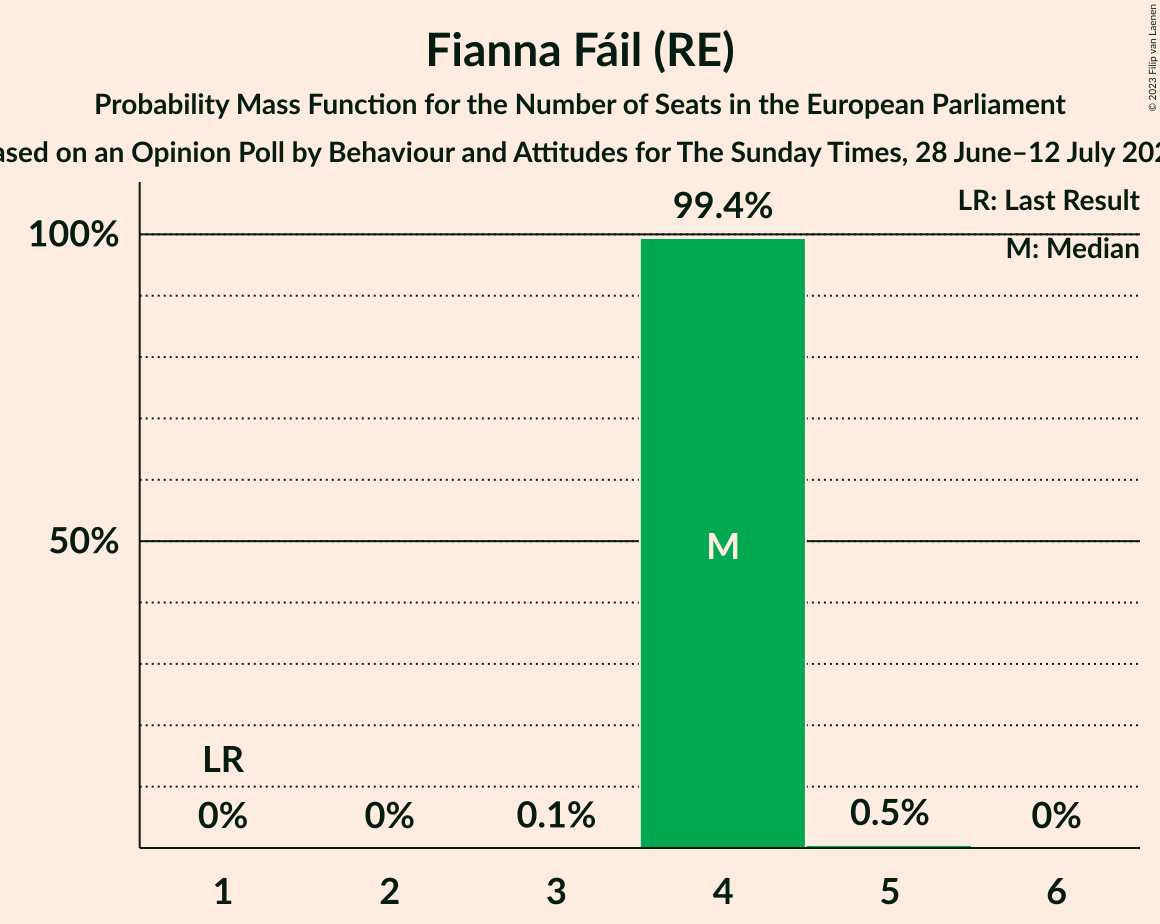 Fianna Fáil (RE)
Probability Mass Function for the Number of Seats in the European Parliament
on an Opinion Poll by Behaviour and Attitudes for The Sunday Times, 28 June–12 July
© 2023 Filip van Laenen
LR: Last Result
M: Median
100%
50%
99.4%
M
LR
0%
0%
0.1%
0.5%
0%
1
2
3
4
5
6